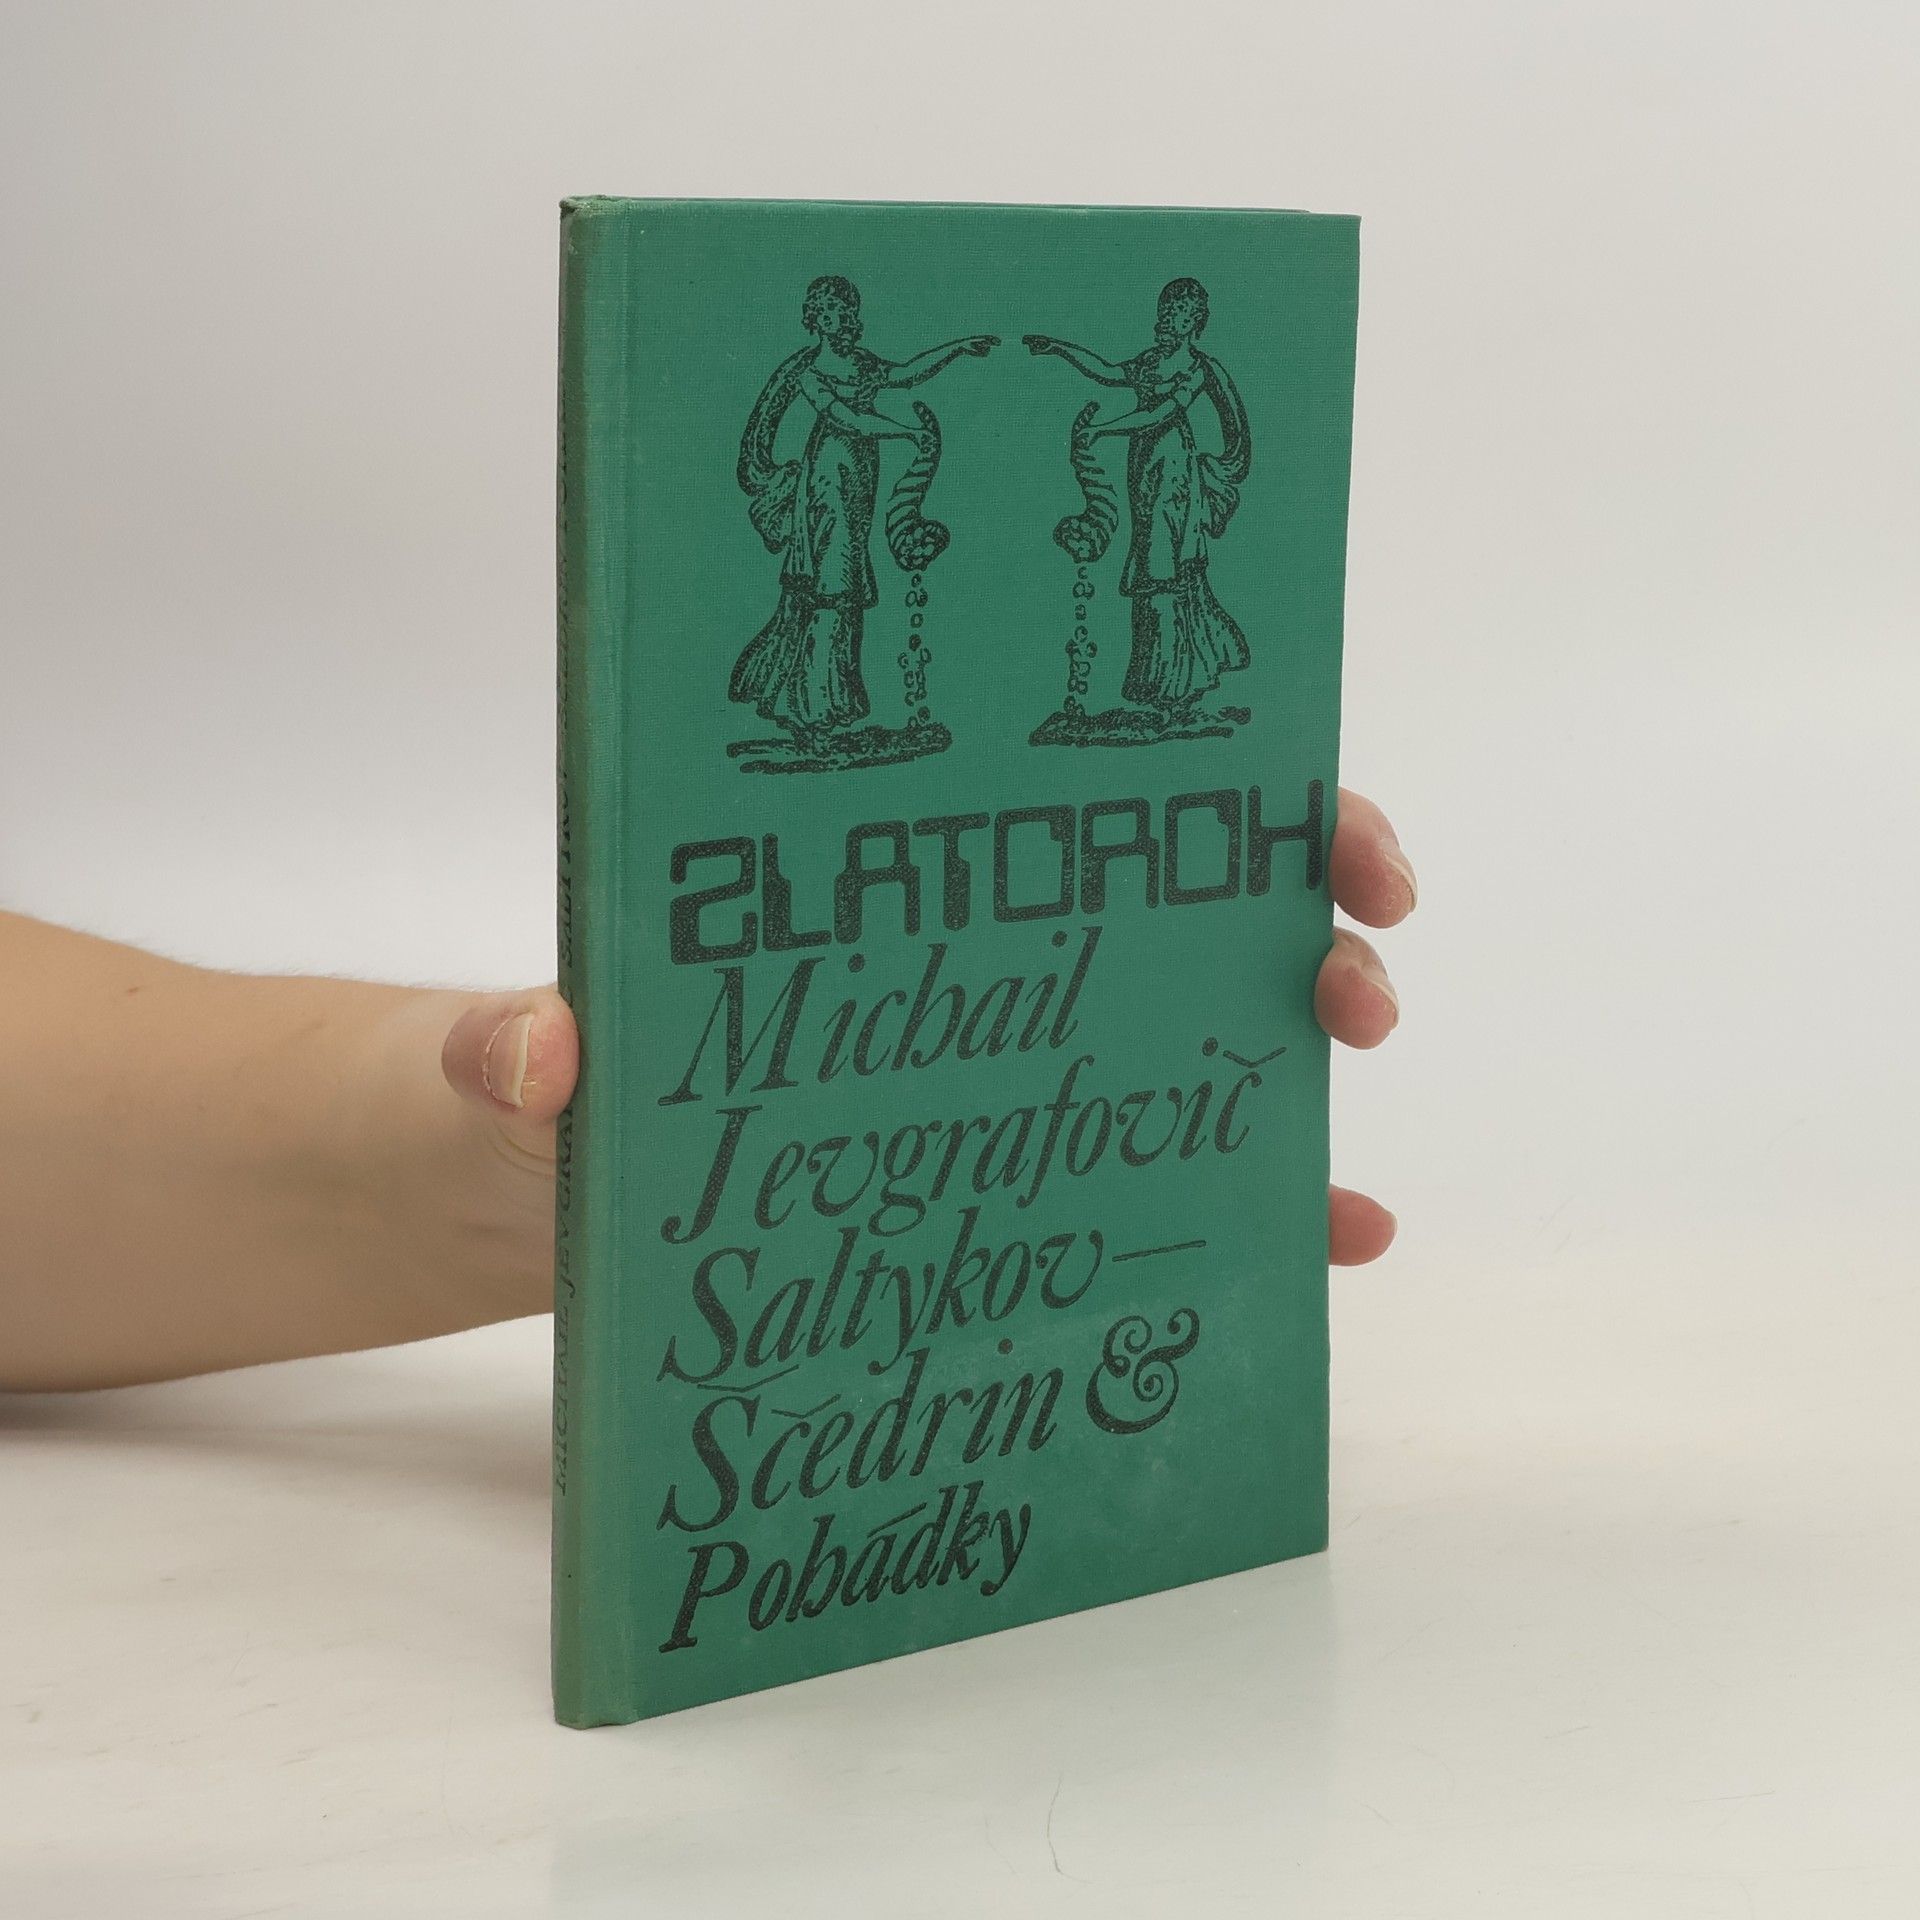 ZLATOROH
Michail
Jevgrafovič
Saltykov—
Ščedrin &
Pohádky